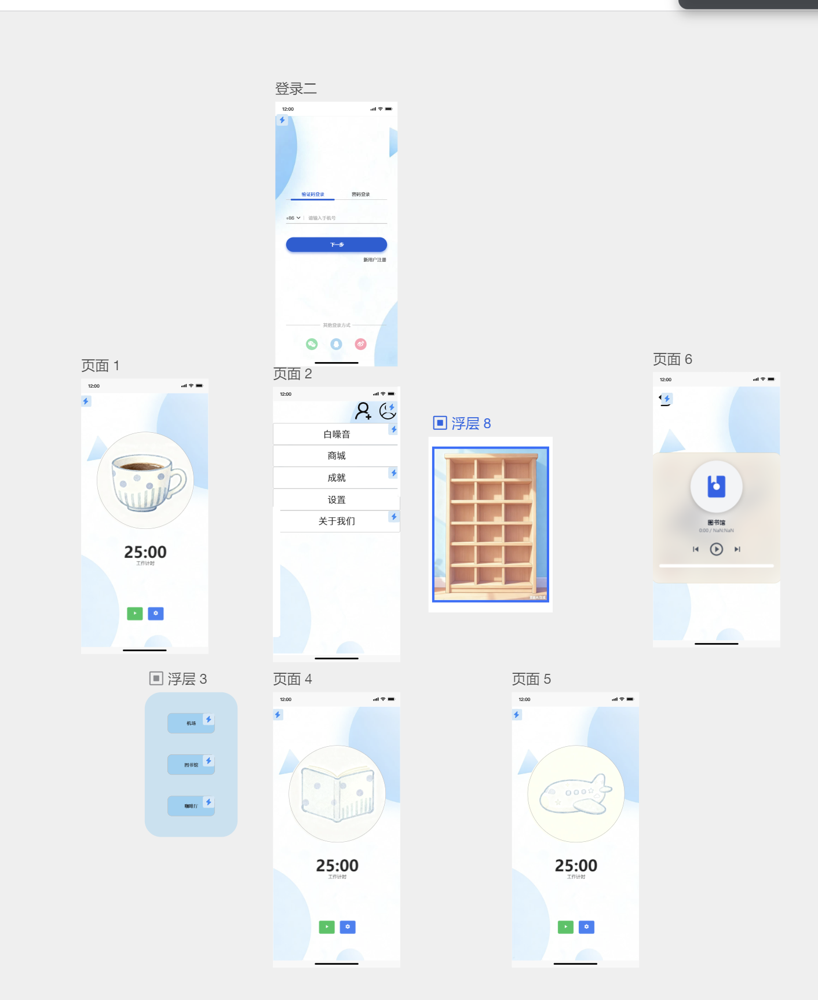 登录二
12:00
验证码登录 密码登录
+86 请输入手机号
下一步
新用户注册
其他登录方式
页面 1
12:00
25:00
工作计时
页面 2
12:00
白噪音
商城
成就
设置
关于我们
浮层 8
页面 6
12:00
图书馆
0:00 / NaN:NaN
浮层 3
机场
图书馆
咖啡厅
页面 4
12:00
25:00
工作计时
页面 5
12:00
25:00
工作计时